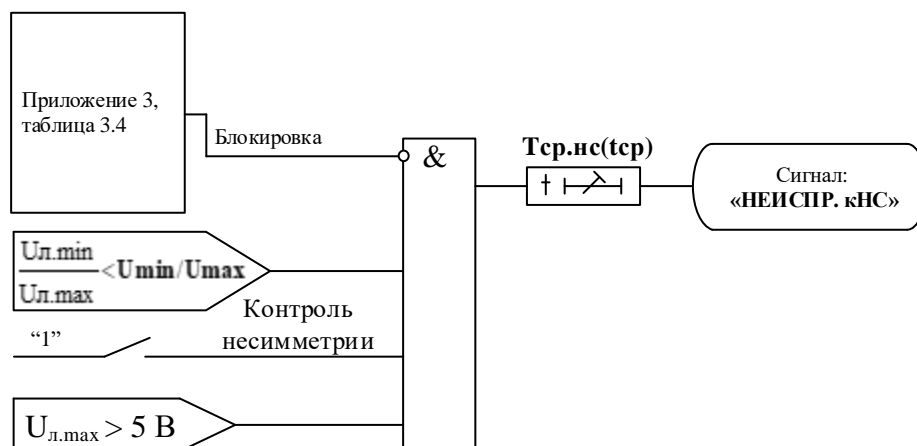 Приложение 3,
таблица 3.4
Блокировка
&
Тср.нс(tср)
Сигнал:
«НЕИСПР. кНС»
Uл.min
Uл.max
<Umin/Umax
Контроль
несимметрии
“1”
Uл.max > 5 В